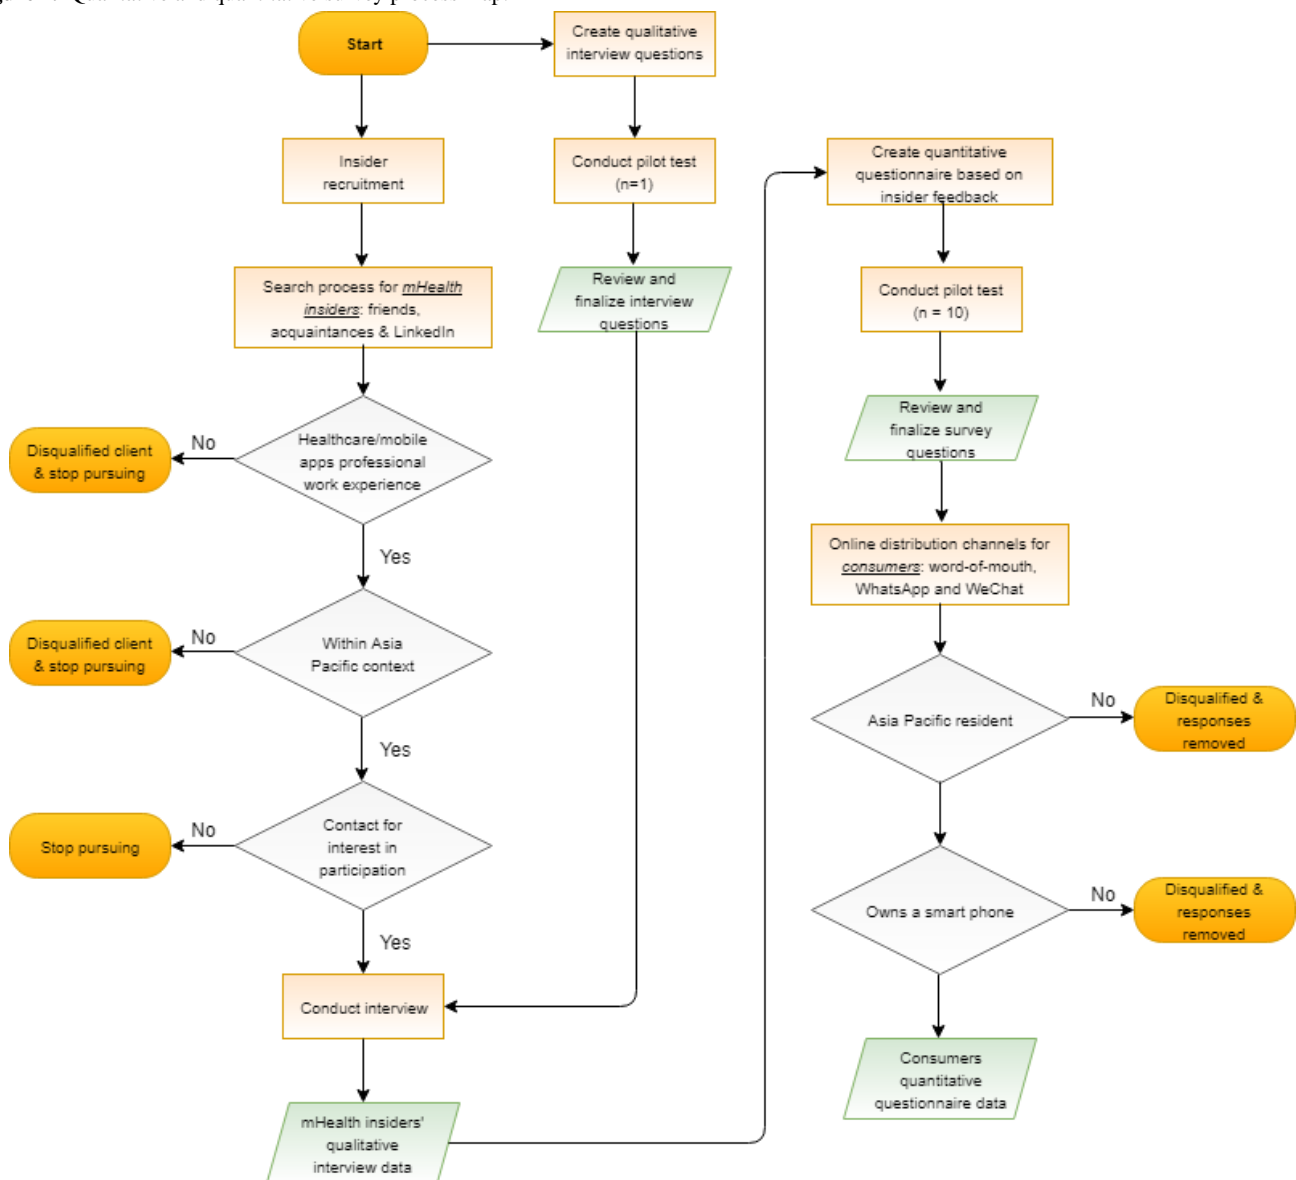 Start
Create qualitative
interview questions
Insider
recruitment
Conduct pilot test
(n=1)
Create quantitative
questionnaire based on
insider feedback
Search process for mHealth
insiders: friends,
acquaintances & LinkedIn
Review and
finalize interview
questions
Conduct pilot test
(n = 10)
Healthcare/mobile
apps professional
work experience
No
Disqualified client
& stop pursuing
Yes
Review and
finalize survey
questions
Within Asia
Pacific context
No
Disqualified client
& stop pursuing
Yes
Online distribution channels for
consumers: word-of-mouth,
WhatsApp and WeChat
Contact for
interest in
participation
No
Stop pursuing
Yes
Asia Pacific resident
No
Disqualified &
responses
removed
Owns a smart phone
No
Disqualified &
responses
removed
Conduct interview
mHealth insiders'
qualitative
interview data
Consumers
quantitative
questionnaire data